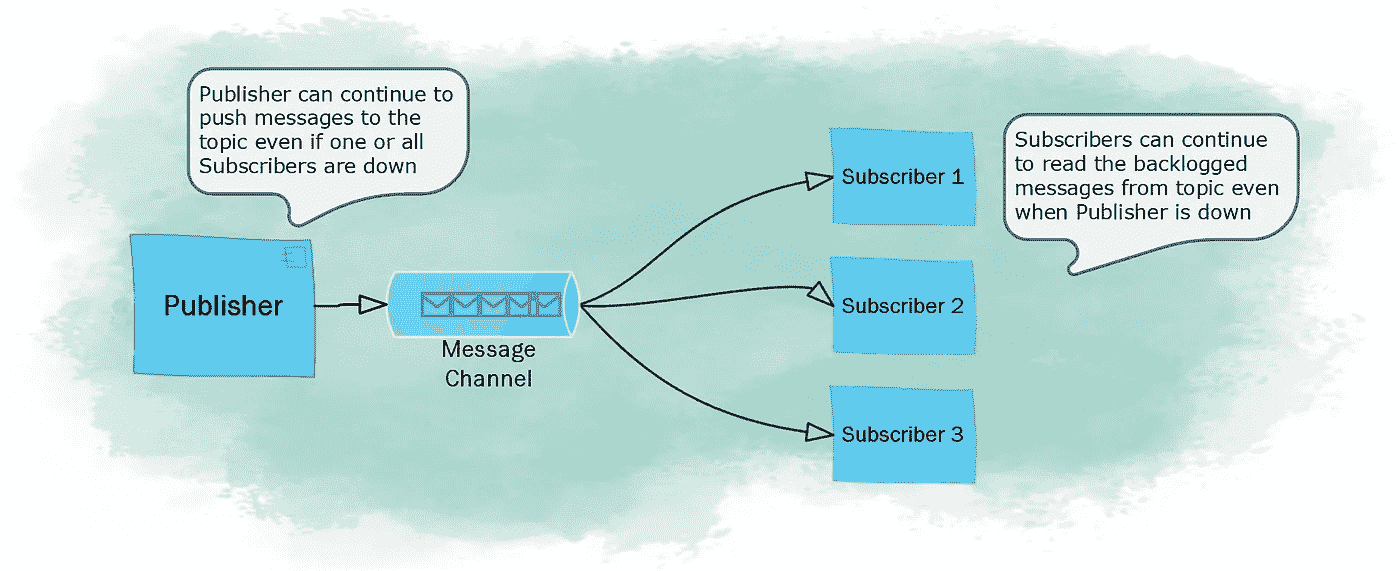 Publisher can continue to
push messages to the
topic even if one or all
Subscribers are down
Publisher
Message
Channel
Subscriber 1
Subscriber 2
Subscriber 3
Subscribers can continue
to read the backlogged
messages from topic even
when Publisher is down